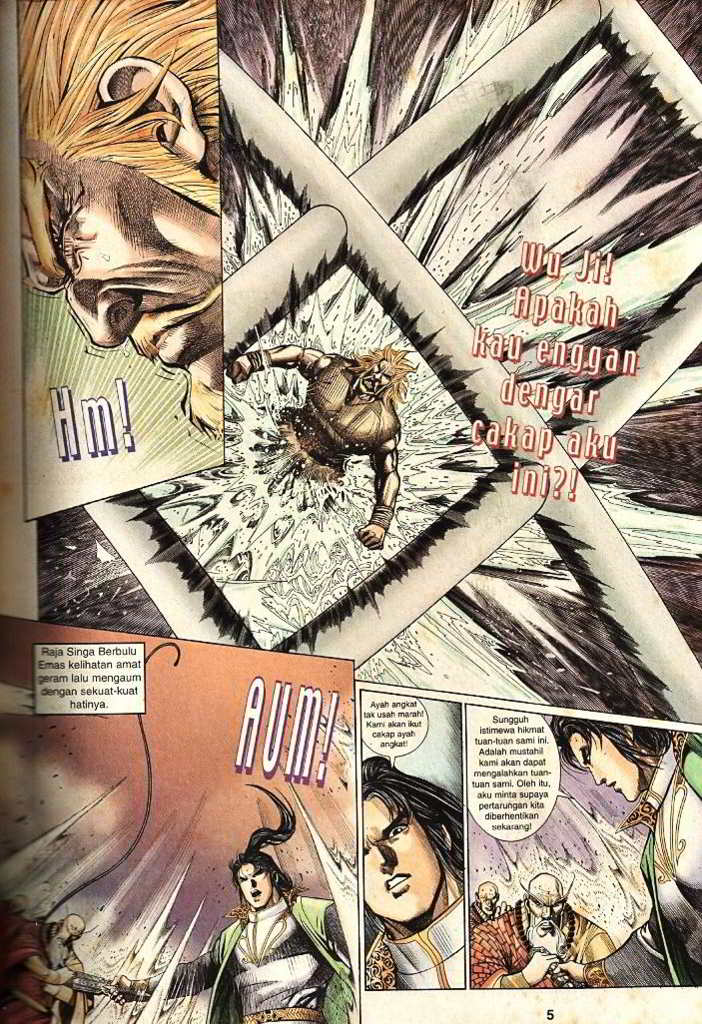 Hm!
Wu Ji!
Apakah
kau enggan
dengar
cakap aku
ini?!
Raja Singa Berbulu
Emas kelihatan amat
geram lalu mengaum
dengan sekuat-kuat
hatinya.
AUM!
Ayah angkat
tak usah marah!
Kami akan ikut
cakap ayah
angkat!
Sungguh
istimewa hikmat
tuan-tuan sami ini.
Adalah mustahil
kami akan dapat
mengalahkan tuan-
tuan sami. Oleh itu,
aku minta supaya
pertarungan kita
diberhentikan
sekarang!
5